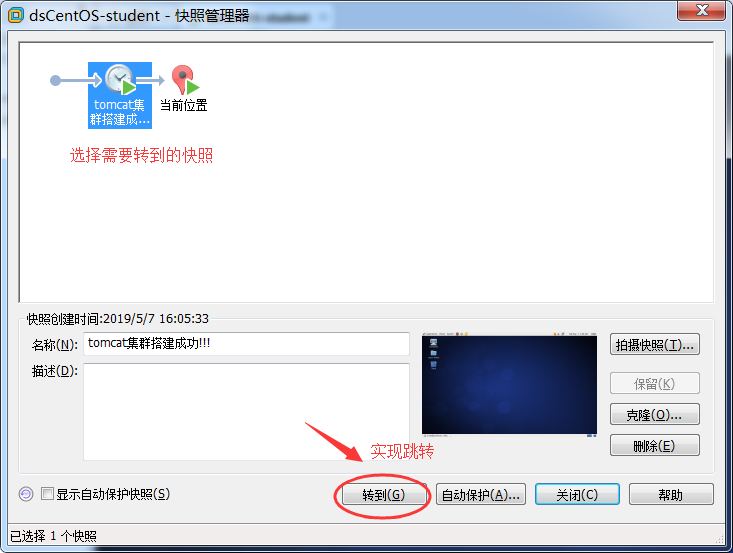 dsCentOS-student - 快照管理器
tomcat集
群搭建成...
当前位置
选择需要转到的快照
快照创建时间:2019/5/7 16:05:33
名称(N):
tomcat集群搭建成功!!!
描述(D):
拍摄快照(T)...
保留(K)
克隆(O)...
删除(E)
实现跳转
显示自动保护快照(S)
转到(G)
自动保护(A)...
关闭(C)
帮助
已选择 1 个快照